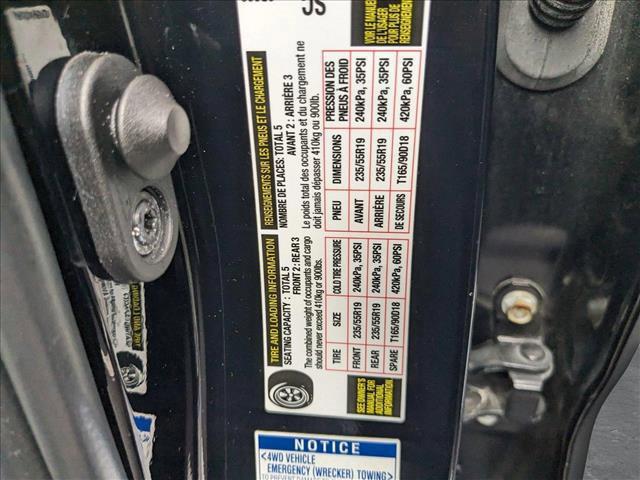 TIRE AND LOADING INFORMATION
SEATING CAPACITY : TOTAL 5
FRONT 2 : REAR 3
The combined weight of occupants and cargo
should never exceed 410kg or 900lbs.
TIRE SIZE COLD TIRE PRESSURE
FRONT 235/55R19 240kPa, 35PSI
REAR 235/55R19 240kPa, 35PSI
SPARE T165/90D18 420kPa, 60PSI
SEE OWNER'S
MANUAL FOR
ADDITIONAL
INFORMATION
RENSEIGNEMENTS SUR LES PNEUS ET LE CHARGEMENT
NOMBRE DE PLACES: TOTAL 5
AVANT 2 : ARRIÈRE 3
Le poids total des occupants et du chargement ne
doit jamais dépasser 410kg ou 900lb.
PNEU DIMENSIONS PRESSION DES
PNEUS À FROID
AVANT 235/55R19 240kPa, 35PSI
ARRIÈRE 235/55R19 240kPa, 35PSI
DE SECOURS T165/90D18 420kPa, 60PSI
VOIR LE MANUEL
DE L'USAGER
POUR PLUS DE
RENSEIGNEMENTS
NOTICE
<4WD VEHICLE
EMERGENCY (WRECKER) TOWING>